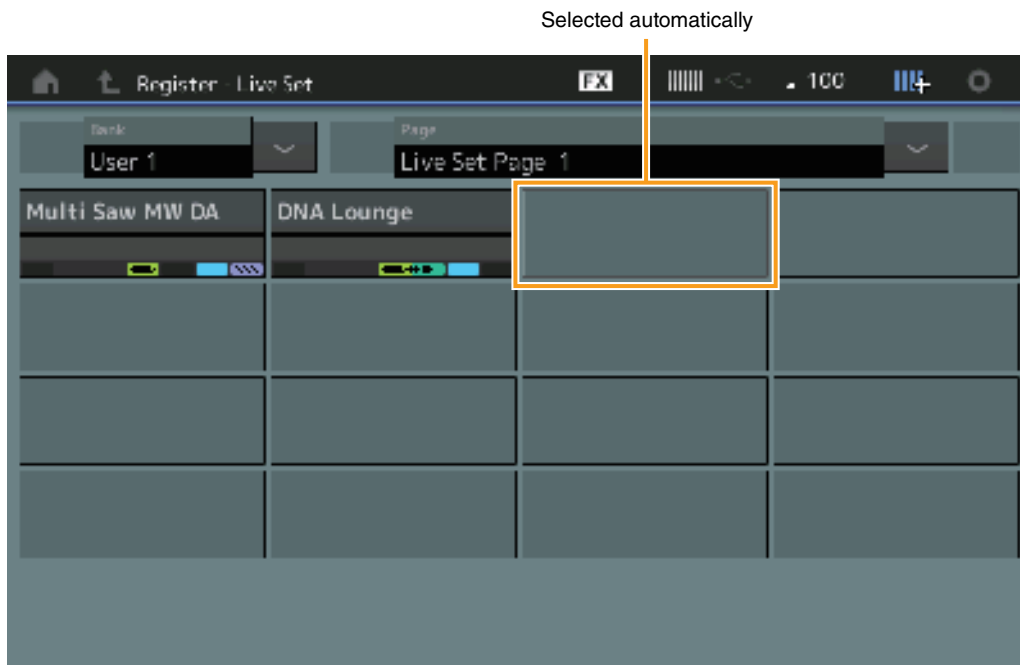 Selected automatically
Register - Live Set
FX
100
Bank
User 1
Page
Live Set Page 1
Multi Saw MW DA
DNA Lounge